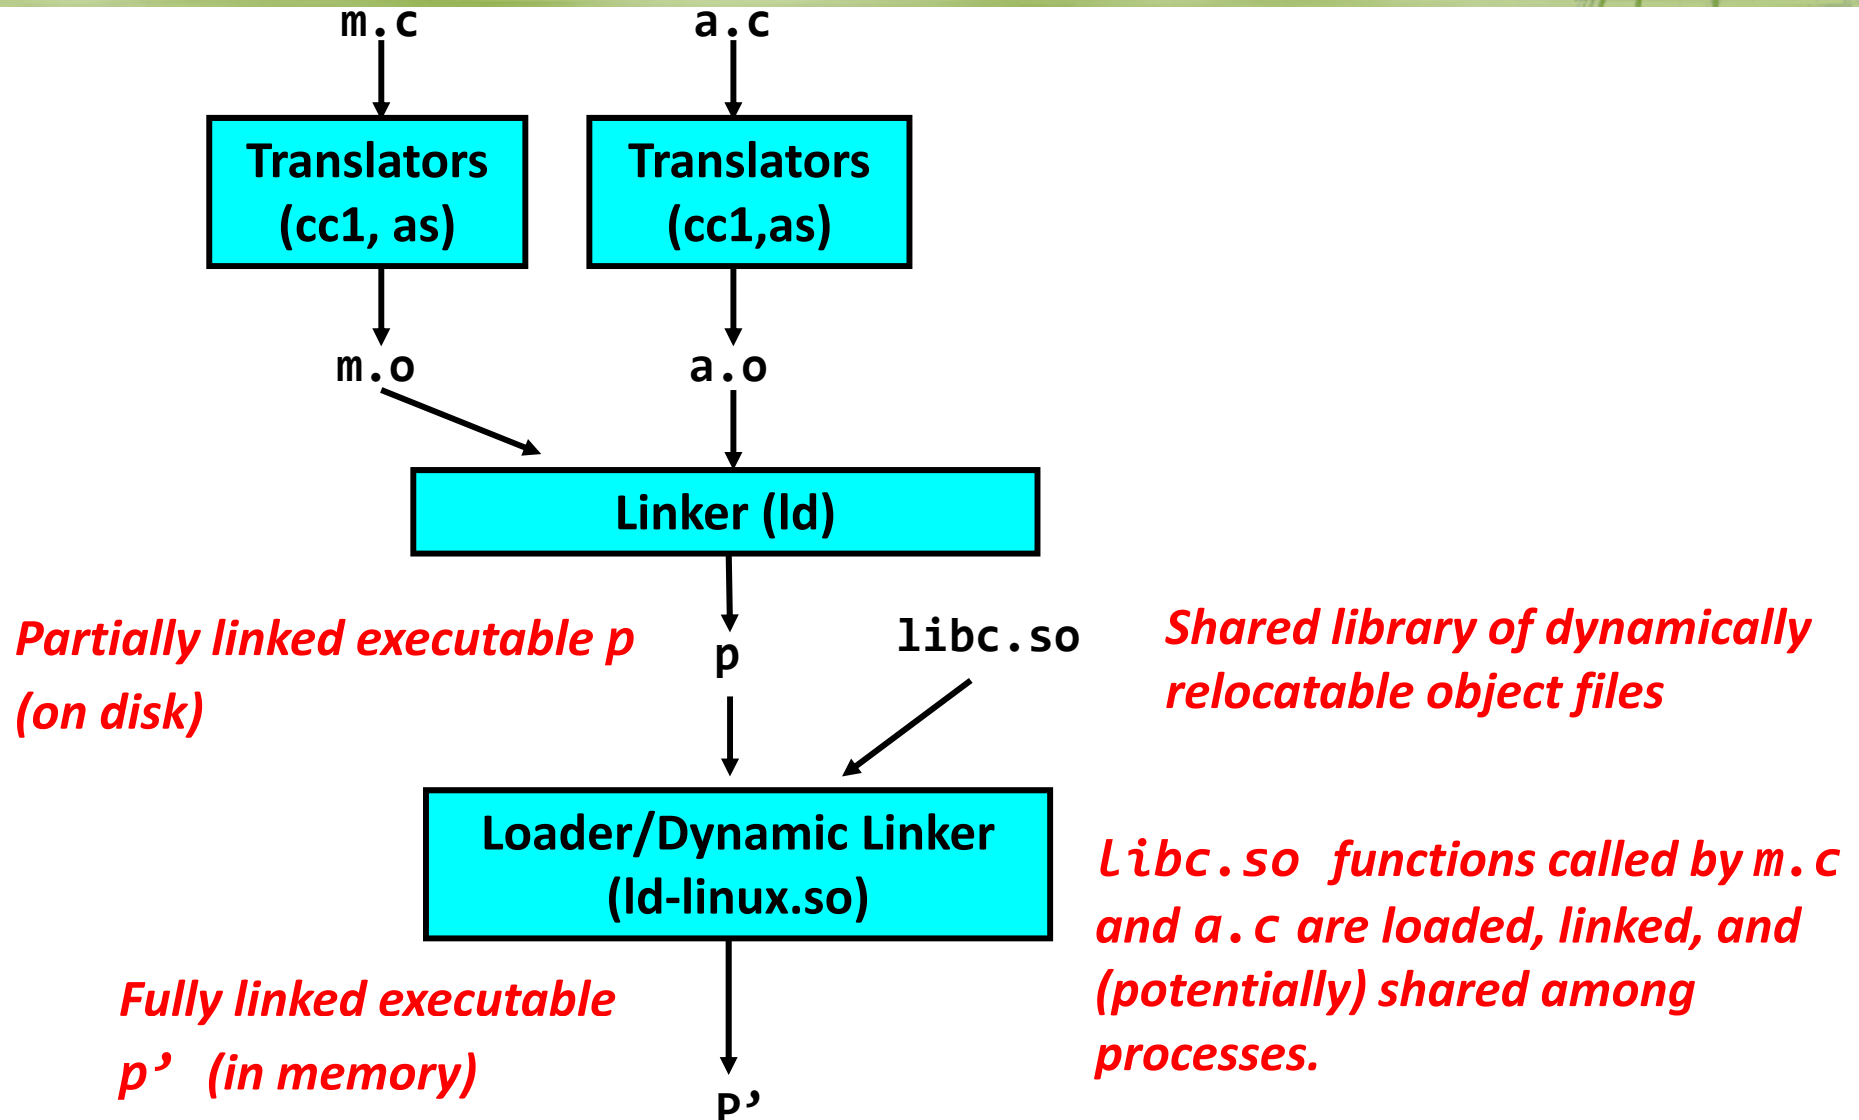 m.c
a.c
Translators
(cc1, as)
Translators
(cc1,as)
m.o
a.o
Linker (ld)
Partially linked executable p
(on disk)
p
libc.so
Shared library of dynamically
relocatable object files
Loader/Dynamic Linker
(ld-linux.so)
libc.so functions called by m.c
and a.c are loaded, linked, and
(potentially) shared among
processes.
Fully linked executable
p’ (in memory)
P’